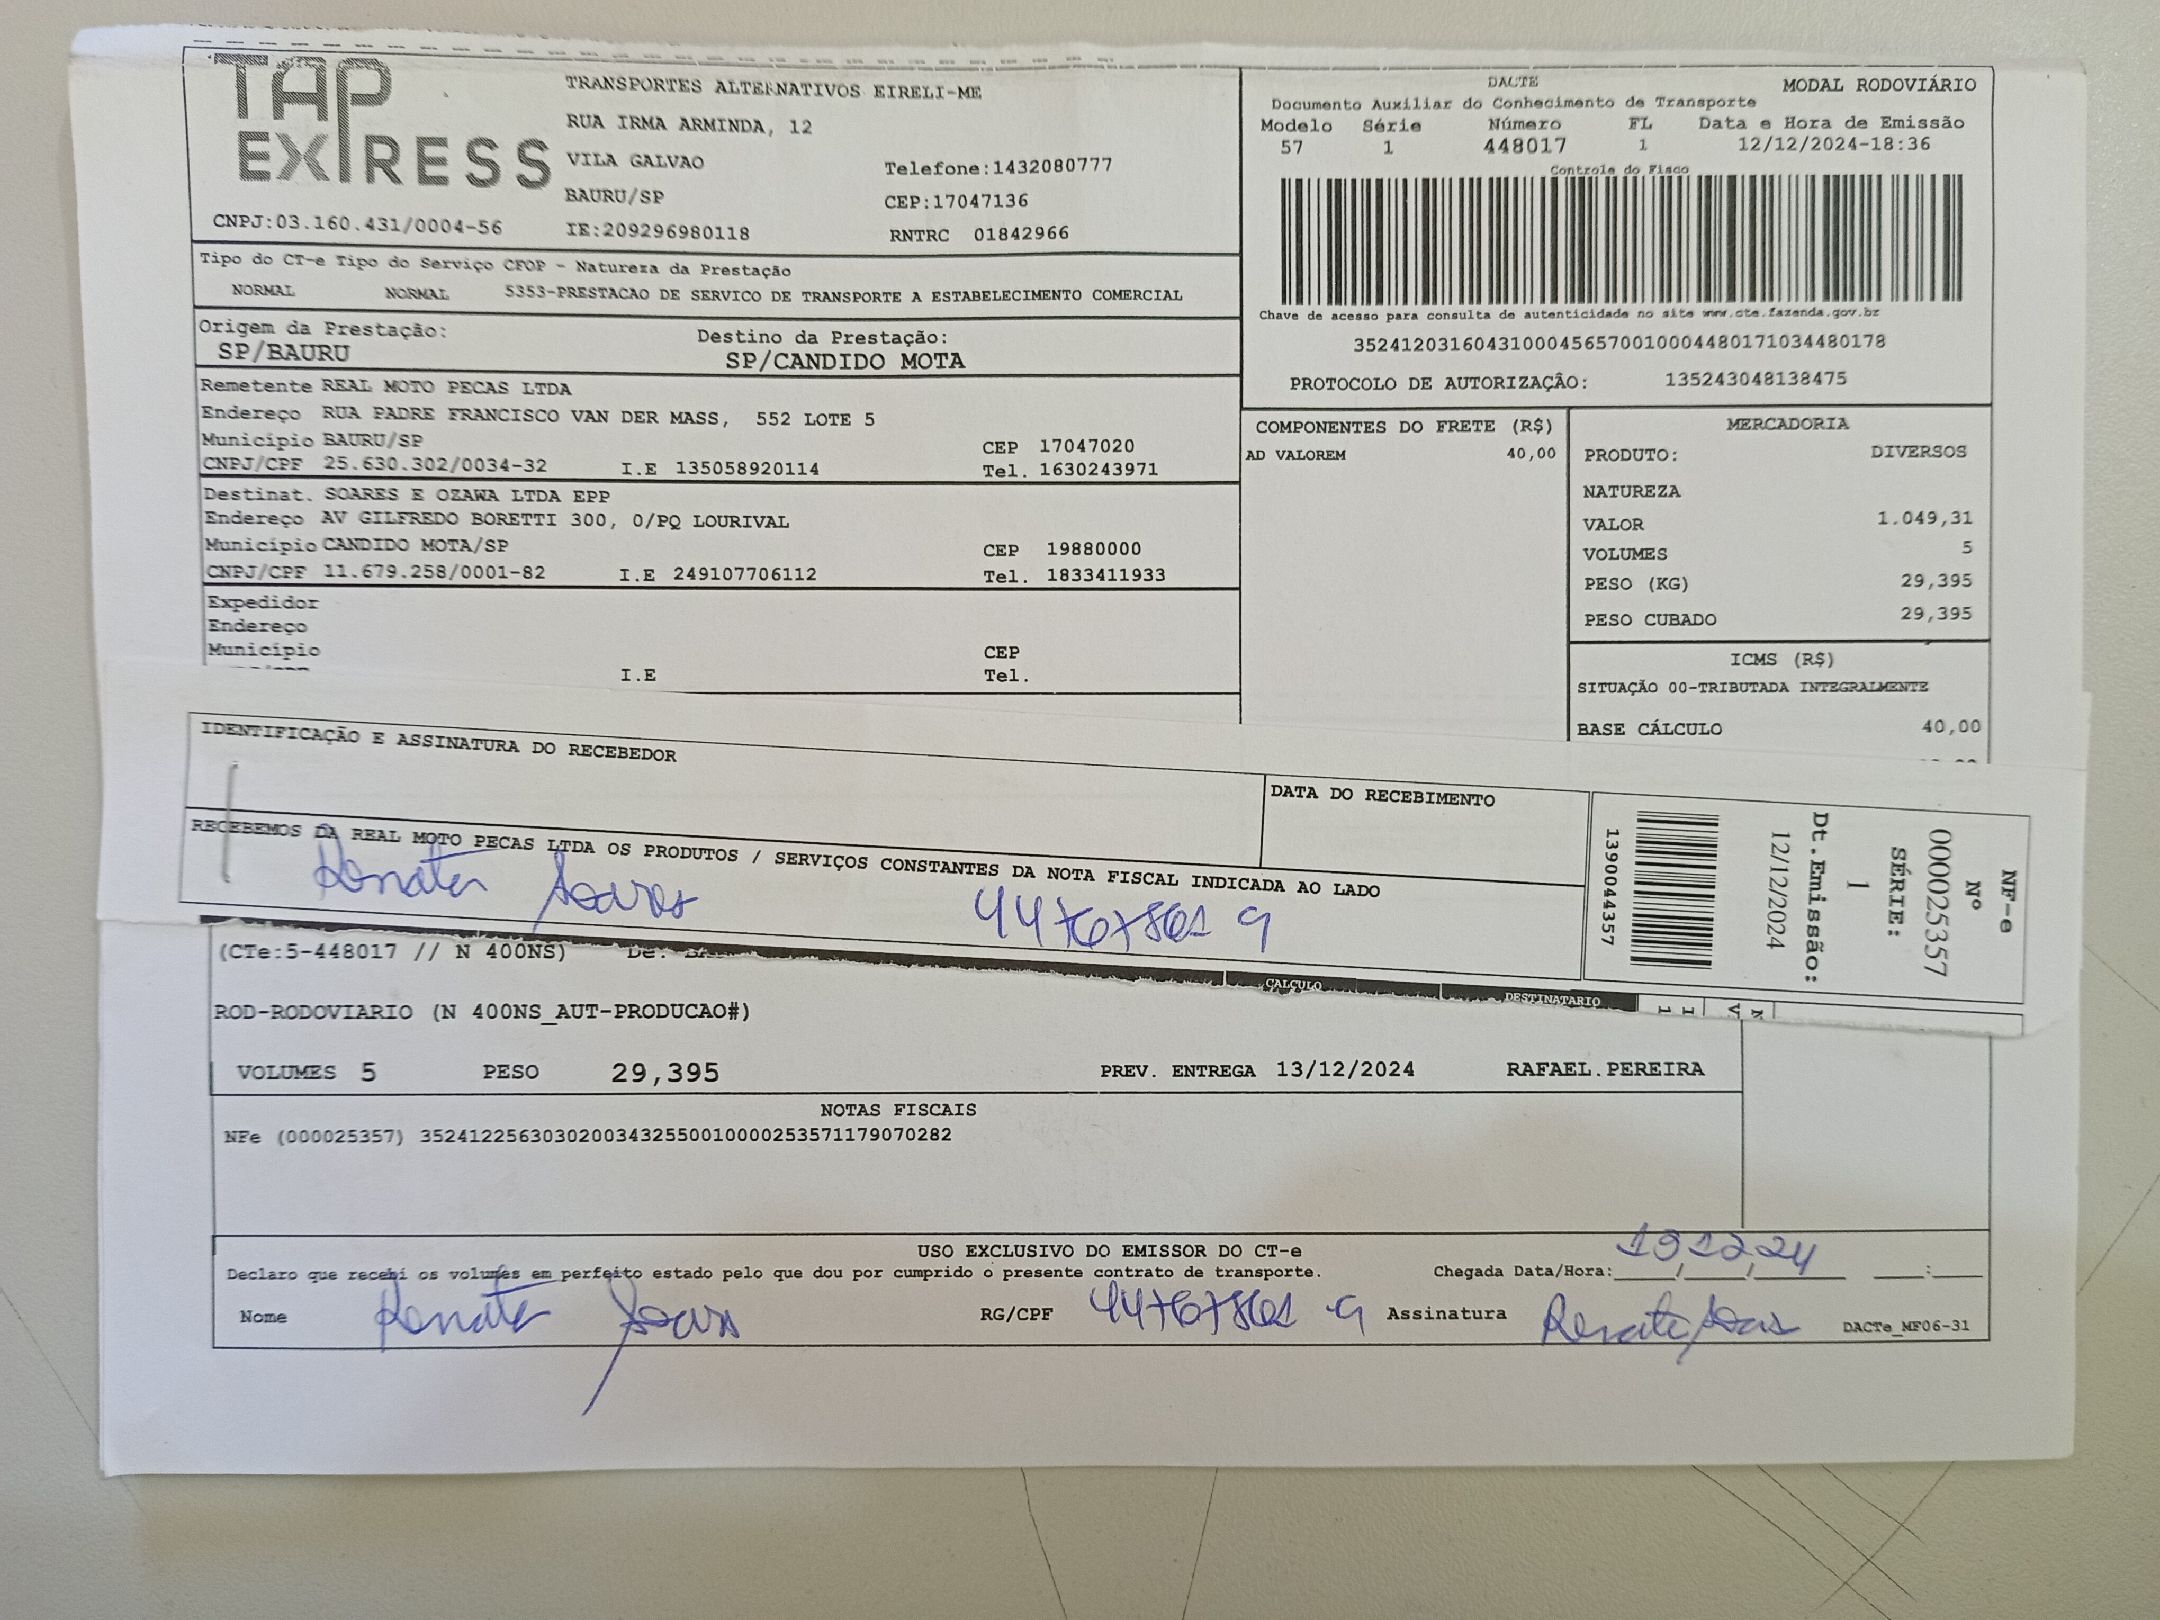 TAP EXPRESS
TRANSPORTES ALTERNATIVOS EIRELI-ME
RUA IRMA ARMINDA, 12
VILA GALVAO Telefone:1432080777
BAURU/SP CEP:17047136
CNPJ:03.160.431/0004-56 IE:209296980118 RNTRC 01842966
DACTE MODAL RODOVIÁRIO
Documento Auxiliar do Conhecimento de Transporte
Modelo Série Número FL Data e Hora de Emissão
57 1 448017 1 12/12/2024-18:36
Controle do Fisco
Chave de acesso para consulta de autenticidade no site www.cte.fazenda.gov.br
35241203160431000456570010004480171034480178
PROTOCOLO DE AUTORIZAÇÂO: 135243048138475
Tipo do CT-e Tipo do Serviço CFOP - Natureza da Prestação
NORMAL NORMAL 5353-PRESTACAO DE SERVICO DE TRANSPORTE A ESTABELECIMENTO COMERCIAL
Origem da Prestação: Destino da Prestação:
SP/BAURU SP/CANDIDO MOTA
Remetente REAL MOTO PECAS LTDA
Endereço RUA PADRE FRANCISCO VAN DER MASS, 552 LOTE 5
Município BAURU/SP CEP 17047020
CNPJ/CPF 25.630.302/0034-32 I.E 135058920114 Tel. 1630243971
Destinat. SOARES E OZAWA LTDA EPP
Endereço AV GILFREDO BORETTI 300, 0/PQ LOURIVAL
Município CANDIDO MOTA/SP CEP 19880000
CNPJ/CPF 11.679.258/0001-82 I.E 249107706112 Tel. 1833411933
Expedidor
Endereço
Município CEP
I.E Tel.
COMPONENTES DO FRETE (R$)
AD VALOREM 40,00
MERCADORIA
PRODUTO: DIVERSOS
NATUREZA
VALOR 1.049,31
VOLUMES 5
PESO (KG) 29,395
PESO CUBADO 29,395
ICMS (R$)
SITUAÇÃO 00-TRIBUTADA INTEGRALMENTE
BASE CÁLCULO 40,00
IDENTIFICAÇÃO E ASSINATURA DO RECEBEDOR
DATA DO RECEBIMENTO
RECEBEMOS DA REAL MOTO PECAS LTDA OS PRODUTOS / SERVIÇOS CONSTANTES DA NOTA FISCAL INDICADA AO LADO
Renata Soares
NF-e
Nº
000025357
SÉRIE:
1
Dt.Emissão:
12/12/2024
1390044357
CALCULO
DESTINATARIO
(CTe:5-448017 // N 400NS) De:
ROD-RODOVIARIO (N 400NS_AUT-PRODUCAO#)
VOLUMES 5 PESO 29,395 PREV. ENTREGA 13/12/2024 RAFAEL.PEREIRA
NOTAS FISCAIS
NFe (000025357) 35241225630302003432550010000253571179070282
USO EXCLUSIVO DO EMISSOR DO CT-e
Declaro que recebi os volumes em perfeito estado pelo que dou por cumprido o presente contrato de transporte. Chegada Data/Hora:
Nome Renata Soares RG/CPF Assinatura Renata Soares DACTe_MF06-31